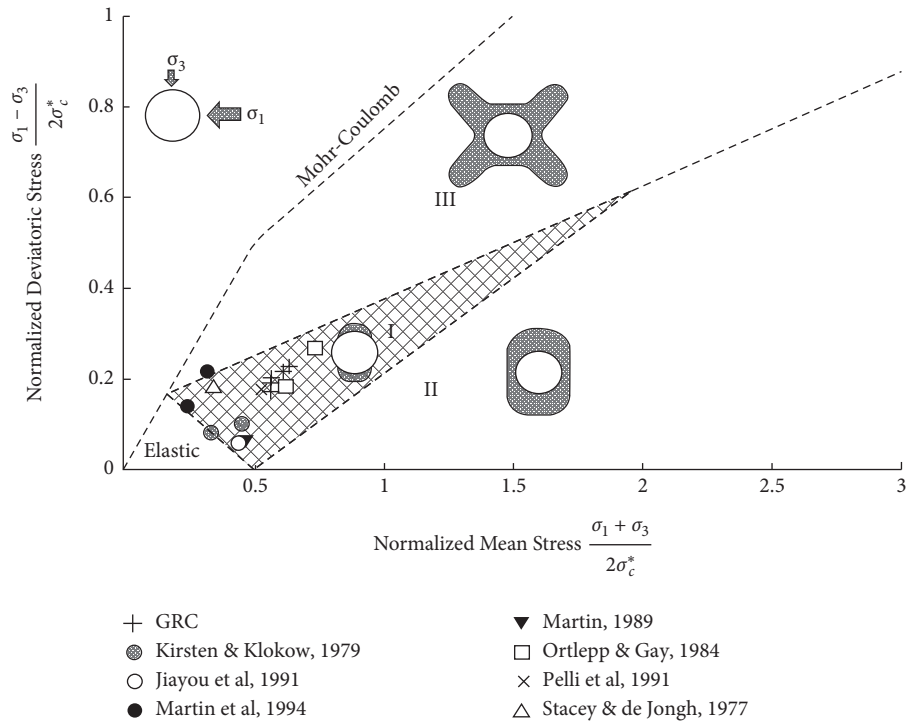 Normalized Deviatoric Stress σ₁ − σ₃ / 2σ*c
1
0.8
0.6
0.4
0.2
0
σ₃
σ₁
Mohr-Coulomb
III
I
II
Elastic
0.5
1
1.5
2
2.5
3
Normalized Mean Stress σ₁ + σ₃ / 2σ*c
GRC
Kirsten & Klokow, 1979
Jiayou et al, 1991
Martin et al, 1994
Martin, 1989
Ortlepp & Gay, 1984
Pelli et al, 1991
Stacey & de Jongh, 1977